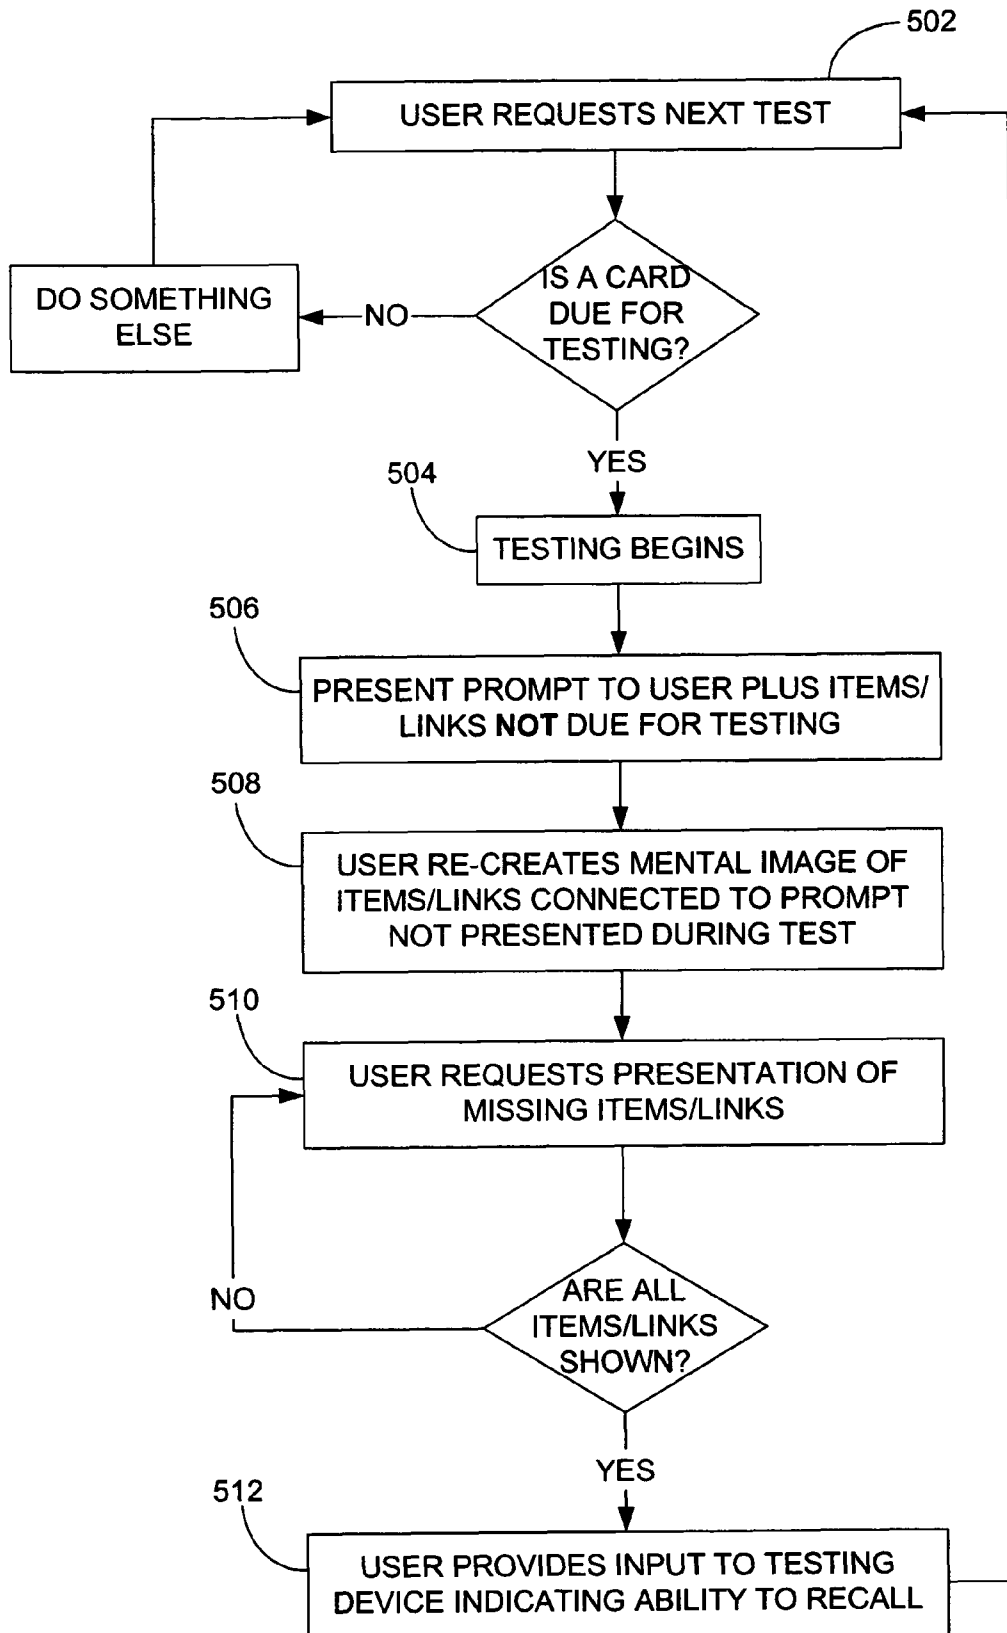 502
USER REQUESTS NEXT TEST
IS A CARD
DUE FOR
TESTING?
NO
DO SOMETHING
ELSE
YES
504
TESTING BEGINS
506
PRESENT PROMPT TO USER PLUS ITEMS/
LINKS NOT DUE FOR TESTING
508
USER RE-CREATES MENTAL IMAGE OF
ITEMS/LINKS CONNECTED TO PROMPT
NOT PRESENTED DURING TEST
510
USER REQUESTS PRESENTATION OF
MISSING ITEMS/LINKS
ARE ALL
ITEMS/LINKS
SHOWN?
NO
YES
512
USER PROVIDES INPUT TO TESTING
DEVICE INDICATING ABILITY TO RECALL